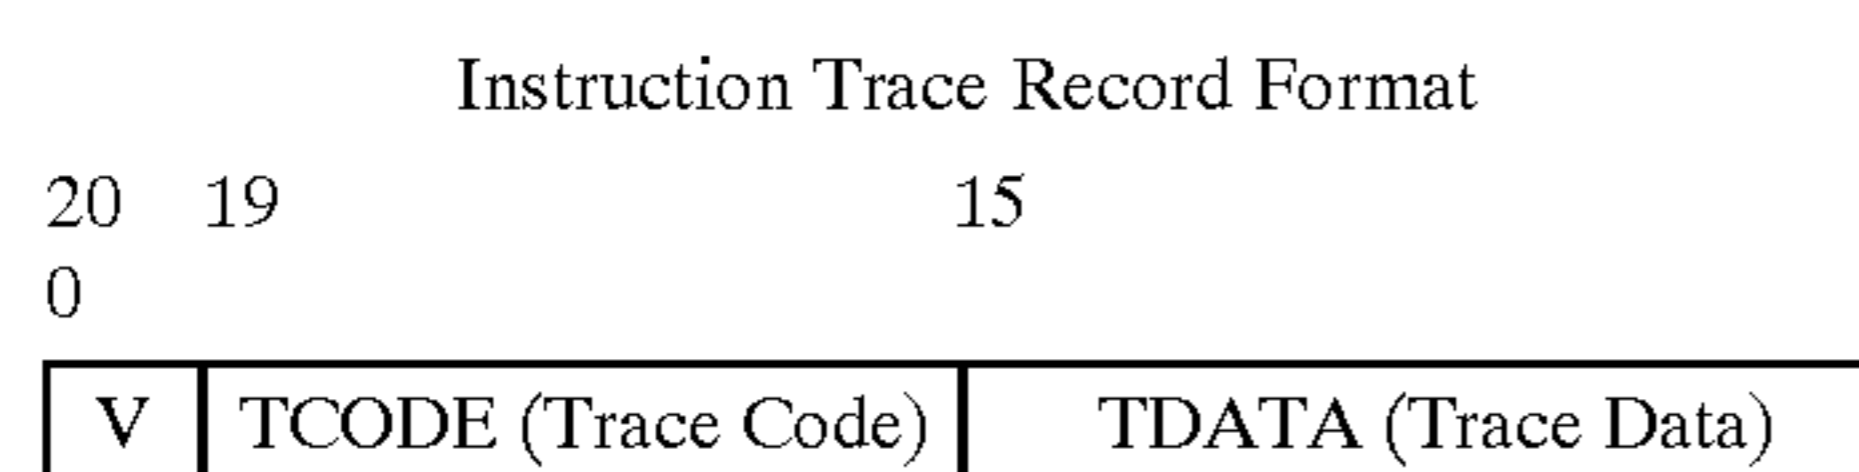 Instruction Trace Record Format
20 19 15
0
V TCODE (Trace Code) TDATA (Trace Data)